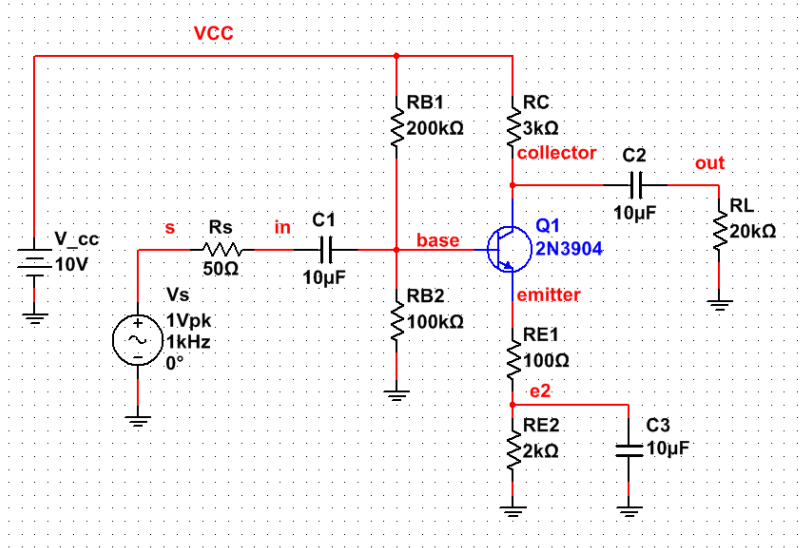 VCC
RB1
200kΩ
RC
3kΩ
collector
C2
10µF
out
RL
20kΩ
s
Rs
50Ω
in
C1
10µF
base
Q1
2N3904
V_cc
10V
Vs
1Vpk
1kHz
0°
RB2
100kΩ
emitter
RE1
100Ω
e2
RE2
2kΩ
C3
10µF